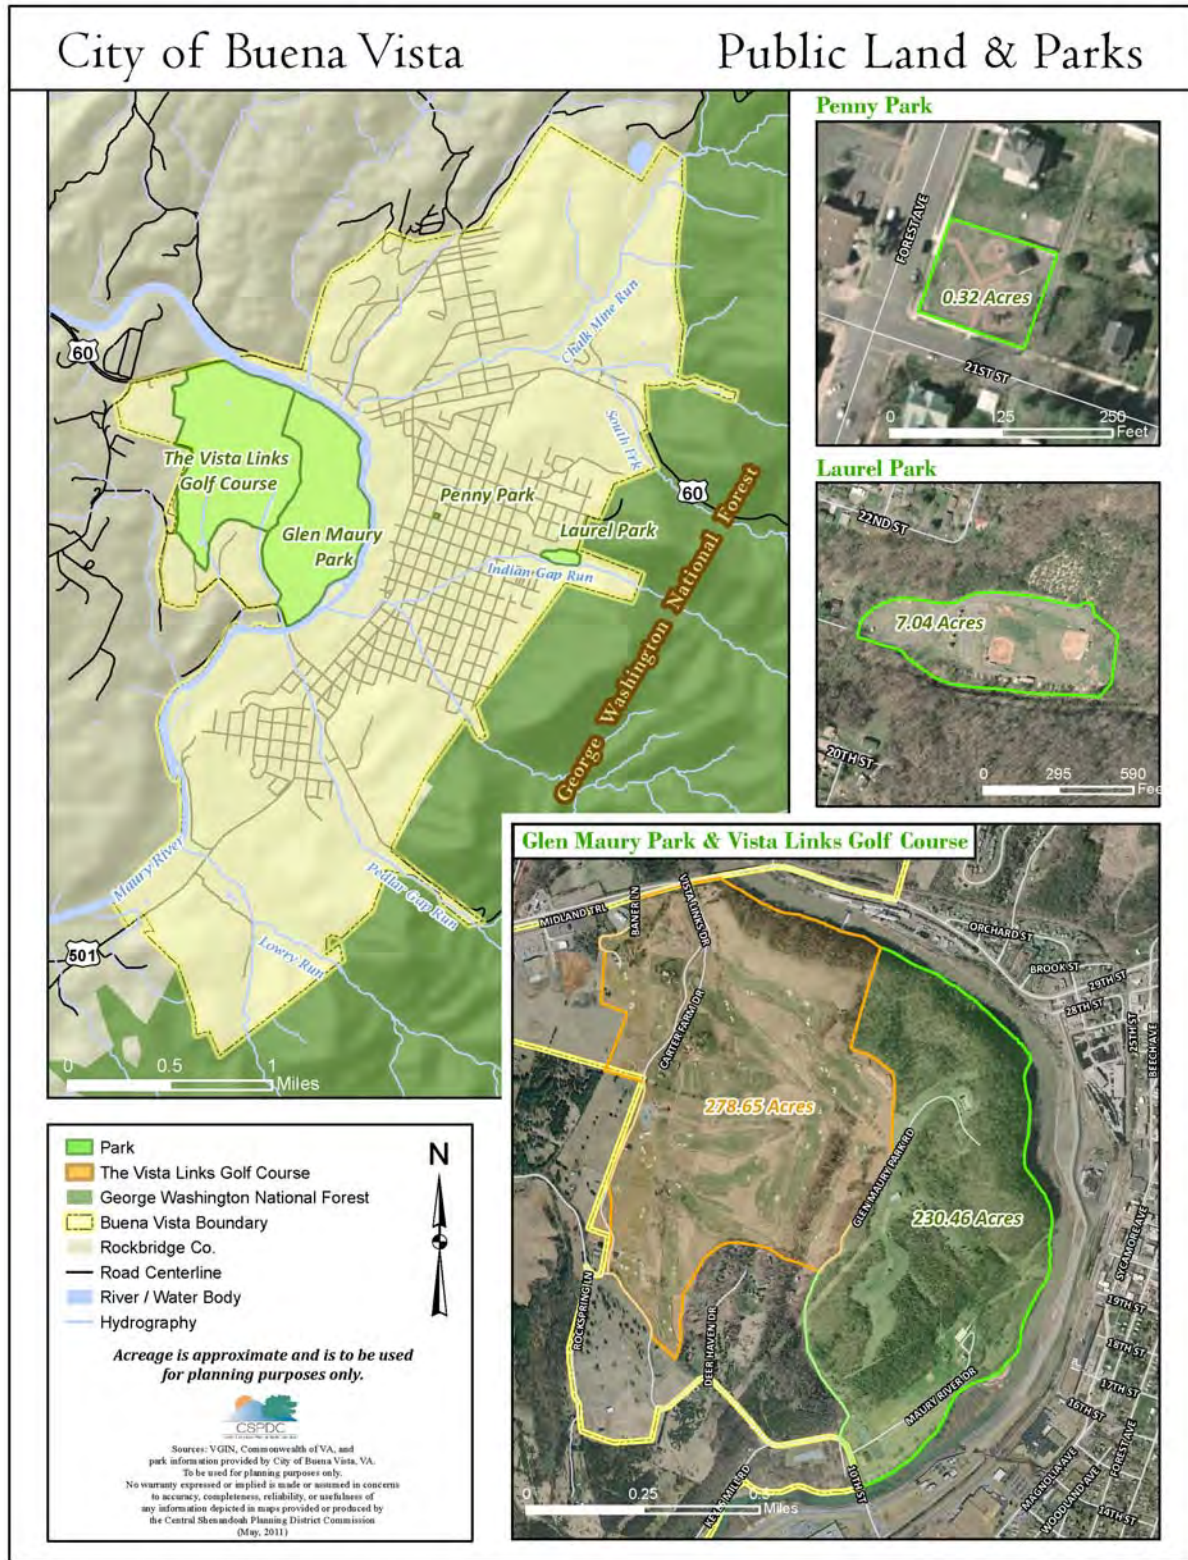 City of Buena Vista
Public Land & Parks
60
The Vista Links
Golf Course
Glen Maury
Park
Penny Park
Laurel Park
Chalk Mine Run
South Frk
60
Indian Gap Run
George Washington National Forest
Maury River
Pedlar Gap Run
Lowry Run
501
0 0.5 1
Miles
Penny Park
FOREST AVE
0.32 Acres
21ST ST
0 125 250
Feet
Laurel Park
22ND ST
7.04 Acres
20TH ST
0 295 590
Fee
Glen Maury Park & Vista Links Golf Course
MIDLAND TRL
BANER LN
VISTA LINKS DR
CARTER FARM DR
ORCHARD ST
BROOK ST
29TH ST
28TH ST
25TH ST
BEECH AVE
278.65 Acres
GLEN MAURY PARK RD
230.46 Acres
SYCAMORE AVE
ROCKSPRING LN
DEER HAVEN DR
MAURY RIVER DR
19TH ST
18TH ST
17TH ST
16TH ST
FOREST AVE
MAGNOLIA AVE
WOODLAND AVE
14TH ST
10TH ST
0 0.25 0.5
Miles
Park
The Vista Links Golf Course
George Washington National Forest
Buena Vista Boundary
Rockbridge Co.
Road Centerline
River / Water Body
Hydrography
N
Acreage is approximate and is to be used
for planning purposes only.
CSPDC
Sources: VGIN, Commonwealth of VA, and
park information provided by City of Buena Vista, VA.
To be used for planning purposes only.
No warranty expressed or implied is made or assumed in concerns
to accuracy, completeness, reliability, or usefulness of
any information depicted in maps provided or produced by
the Central Shenandoah Planning District Commission
(May, 2011)